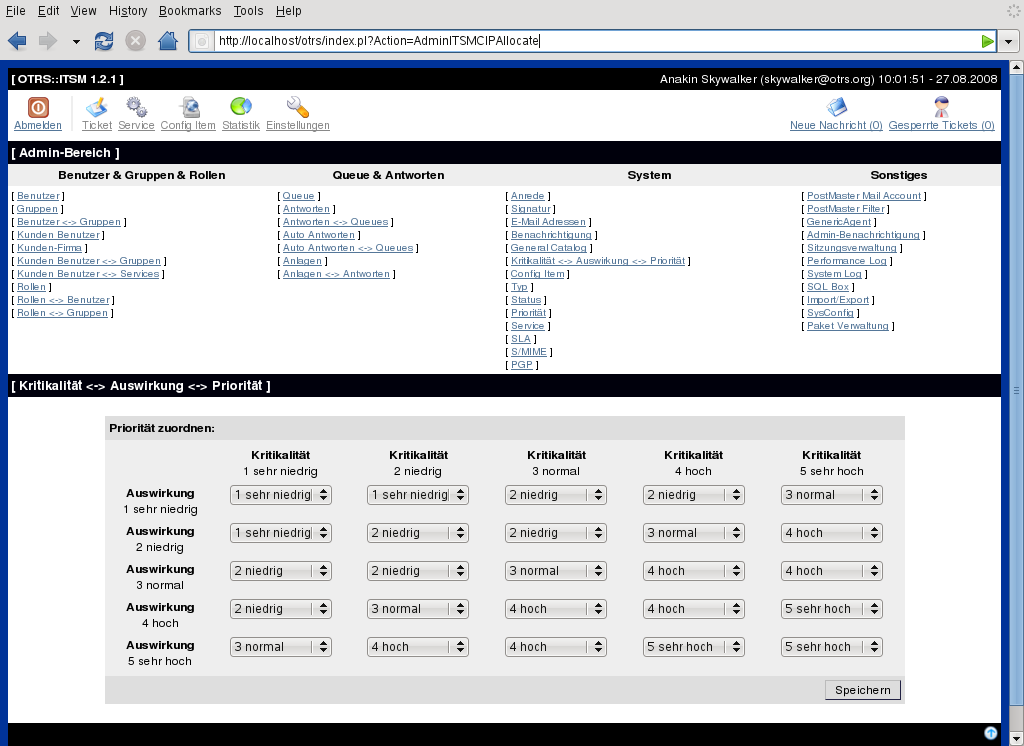 File Edit View History Bookmarks Tools Help
http://localhost/otrs/index.pl?Action=AdminITSMCIPAllocate
[ OTRS::ITSM 1.2.1 ] Anakin Skywalker (skywalker@otrs.org) 10:01:51 - 27.08.2008
Abmelden Ticket Service Config Item Statistik Einstellungen Neue Nachricht (0) Gesperrte Tickets (0)
[ Admin-Bereich ]
Benutzer & Gruppen & Rollen Queue & Antworten System Sonstiges
[ Benutzer ] [ Queue ] [ Anrede ] [ PostMaster Mail Account ]
[ Gruppen ] [ Antworten ] [ Signatur ] [ PostMaster Filter ]
[ Benutzer <-> Gruppen ] [ Antworten <-> Queues ] [ E-Mail Adressen ] [ GenericAgent ]
[ Kunden Benutzer ] [ Auto Antworten ] [ Benachrichtigung ] [ Admin-Benachrichtigung ]
[ Kunden-Firma ] [ Auto Antworten <-> Queues ] [ General Catalog ] [ Sitzungsverwaltung ]
[ Kunden Benutzer <-> Gruppen ] [ Anlagen ] [ Kritikalität <-> Auswirkung <-> Priorität ] [ Performance Log ]
[ Kunden Benutzer <-> Services ] [ Anlagen <-> Antworten ] [ Config Item ] [ System Log ]
[ Rollen ] [ Typ ] [ SQL Box ]
[ Rollen <-> Benutzer ] [ Status ] [ Import/Export ]
[ Rollen <-> Gruppen ] [ Priorität ] [ SysConfig ]
[ Service ] [ Paket Verwaltung ]
[ SLA ]
[ S/MIME ]
[ PGP ]
[ Kritikalität <-> Auswirkung <-> Priorität ]
Priorität zuordnen:
Kritikalität Kritikalität Kritikalität Kritikalität Kritikalität
1 sehr niedrig 2 niedrig 3 normal 4 hoch 5 sehr hoch
Auswirkung 1 sehr niedrig 1 sehr niedrig 2 niedrig 2 niedrig 3 normal
1 sehr niedrig
Auswirkung 1 sehr niedrig 2 niedrig 2 niedrig 3 normal 4 hoch
2 niedrig
Auswirkung 2 niedrig 2 niedrig 3 normal 4 hoch 4 hoch
3 normal
Auswirkung 2 niedrig 3 normal 4 hoch 4 hoch 5 sehr hoch
4 hoch
Auswirkung 3 normal 4 hoch 4 hoch 5 sehr hoch 5 sehr hoch
5 sehr hoch
Speichern